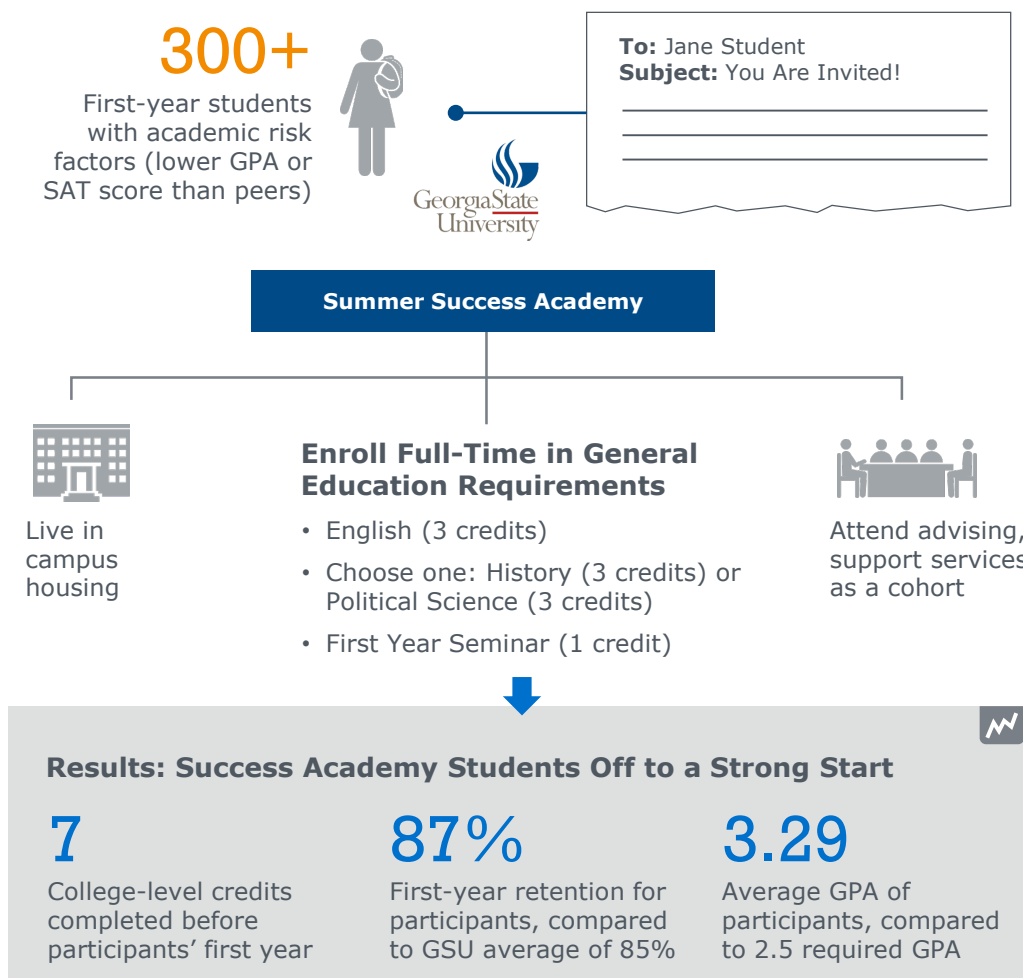 300+
First-year students
with academic risk
factors (lower GPA or
SAT score than peers)
To: Jane Student
Subject: You Are Invited!
GeorgiaState
University
Summer Success Academy
Live in
campus
housing
Enroll Full-Time in General
Education Requirements
• English (3 credits)
• Choose one: History (3 credits) or
Political Science (3 credits)
• First Year Seminar (1 credit)
Attend advising,
support services
as a cohort
Results: Success Academy Students Off to a Strong Start
7
College-level credits
completed before
participants’ first year
87%
First-year retention for
participants, compared
to GSU average of 85%
3.29
Average GPA of
participants, compared
to 2.5 required GPA